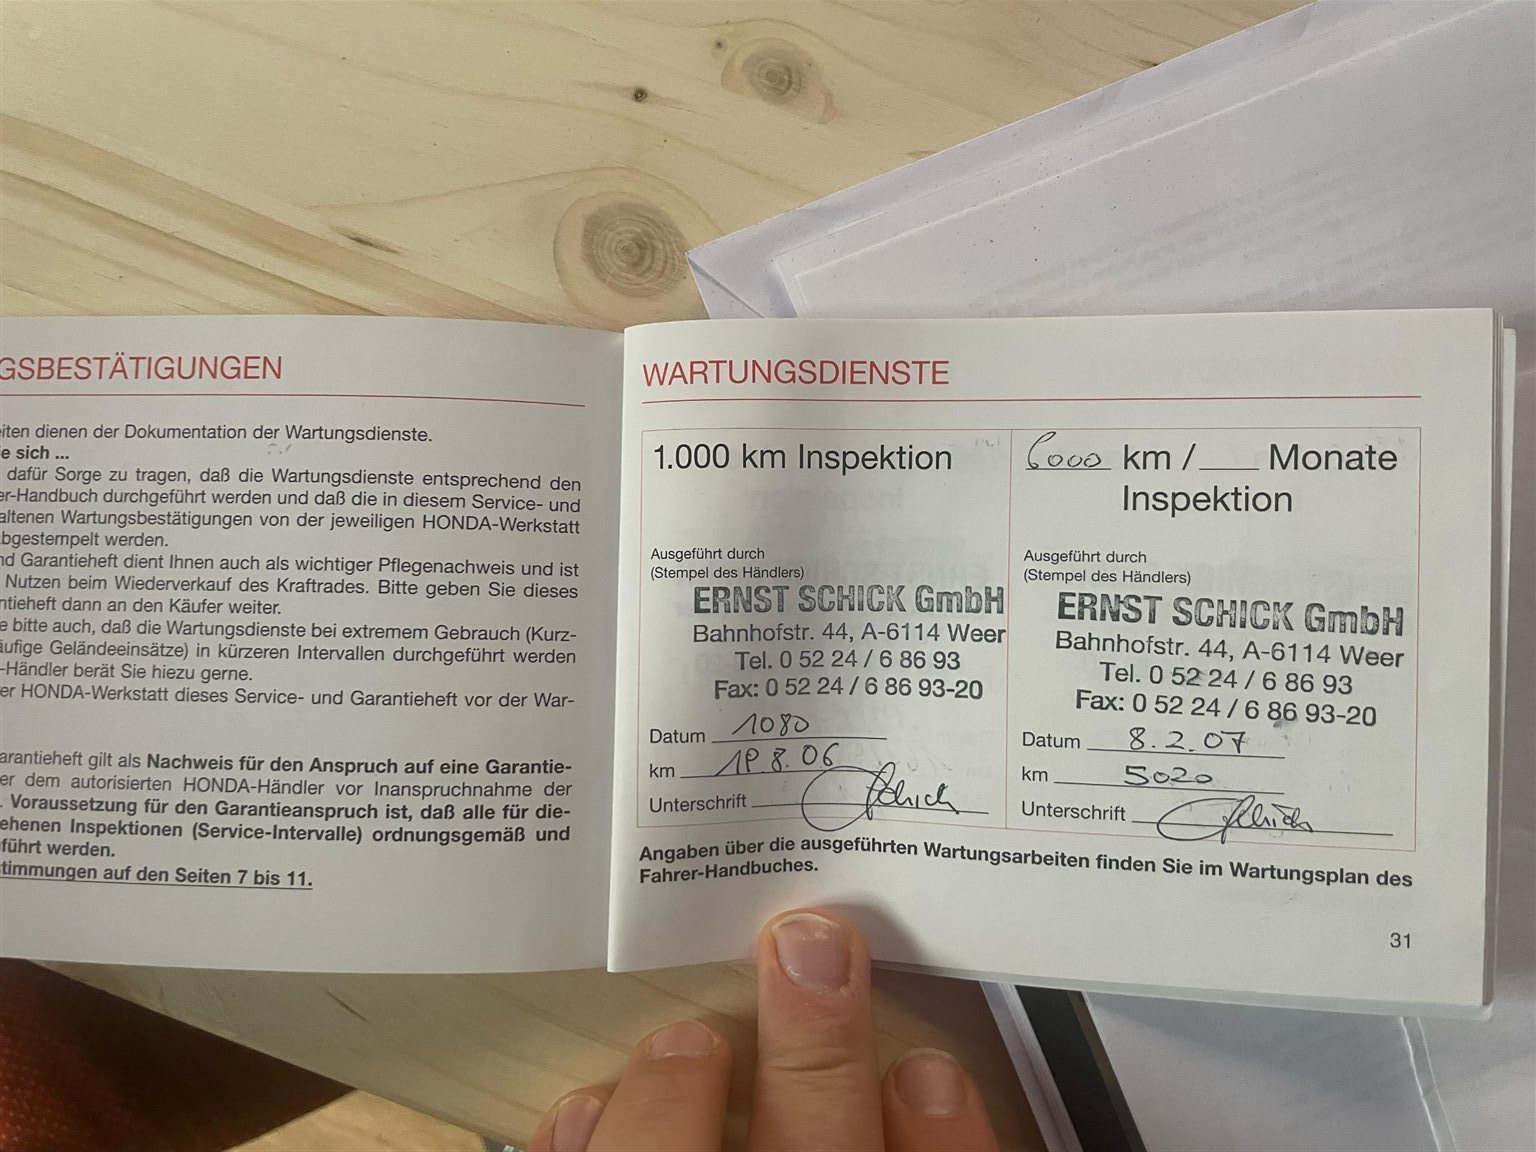 GSBESTÄTIGUNGEN
eiten dienen der Dokumentation der Wartungsdienste.
e sich ...
dafür Sorge zu tragen, daß die Wartungsdienste entsprechend den
er-Handbuch durchgeführt werden und daß die in diesem Service- und
altenen Wartungsbestätigungen von der jeweiligen HONDA-Werkstatt
bgestempelt werden.
nd Garantieheft dient Ihnen auch als wichtiger Pflegenachweis und ist
Nutzen beim Wiederverkauf des Kraftrades. Bitte geben Sie dieses
ntieheft dann an den Käufer weiter.
e bitte auch, daß die Wartungsdienste bei extremem Gebrauch (Kurz-
äufige Geländeeinsätze) in kürzeren Intervallen durchgeführt werden
-Händler berät Sie hiezu gerne.
er HONDA-Werkstatt dieses Service- und Garantieheft vor der War-
arantieheft gilt als Nachweis für den Anspruch auf eine Garantie-
er dem autorisierten HONDA-Händler vor Inanspruchnahme der
. Voraussetzung für den Garantieanspruch ist, daß alle für die-
ehenen Inspektionen (Service-Intervalle) ordnungsgemäß und
führt werden.
timmungen auf den Seiten 7 bis 11.
WARTUNGSDIENSTE
1.000 km Inspektion
Ausgeführt durch
(Stempel des Händlers)
ERNST SCHICK GmbH
Bahnhofstr. 44, A-6114 Weer
Tel. 0 52 24 / 6 86 93
Fax: 0 52 24 / 6 86 93-20
Datum 1080
km 18.8.06
Unterschrift Schick
6000 km / ___ Monate
Inspektion
Ausgeführt durch
(Stempel des Händlers)
ERNST SCHICK GmbH
Bahnhofstr. 44, A-6114 Weer
Tel. 0 52 24 / 6 86 93
Fax: 0 52 24 / 6 86 93-20
Datum 8.2.07
km 5020
Unterschrift Schick
Angaben über die ausgeführten Wartungsarbeiten finden Sie im Wartungsplan des
Fahrer-Handbuches.
31